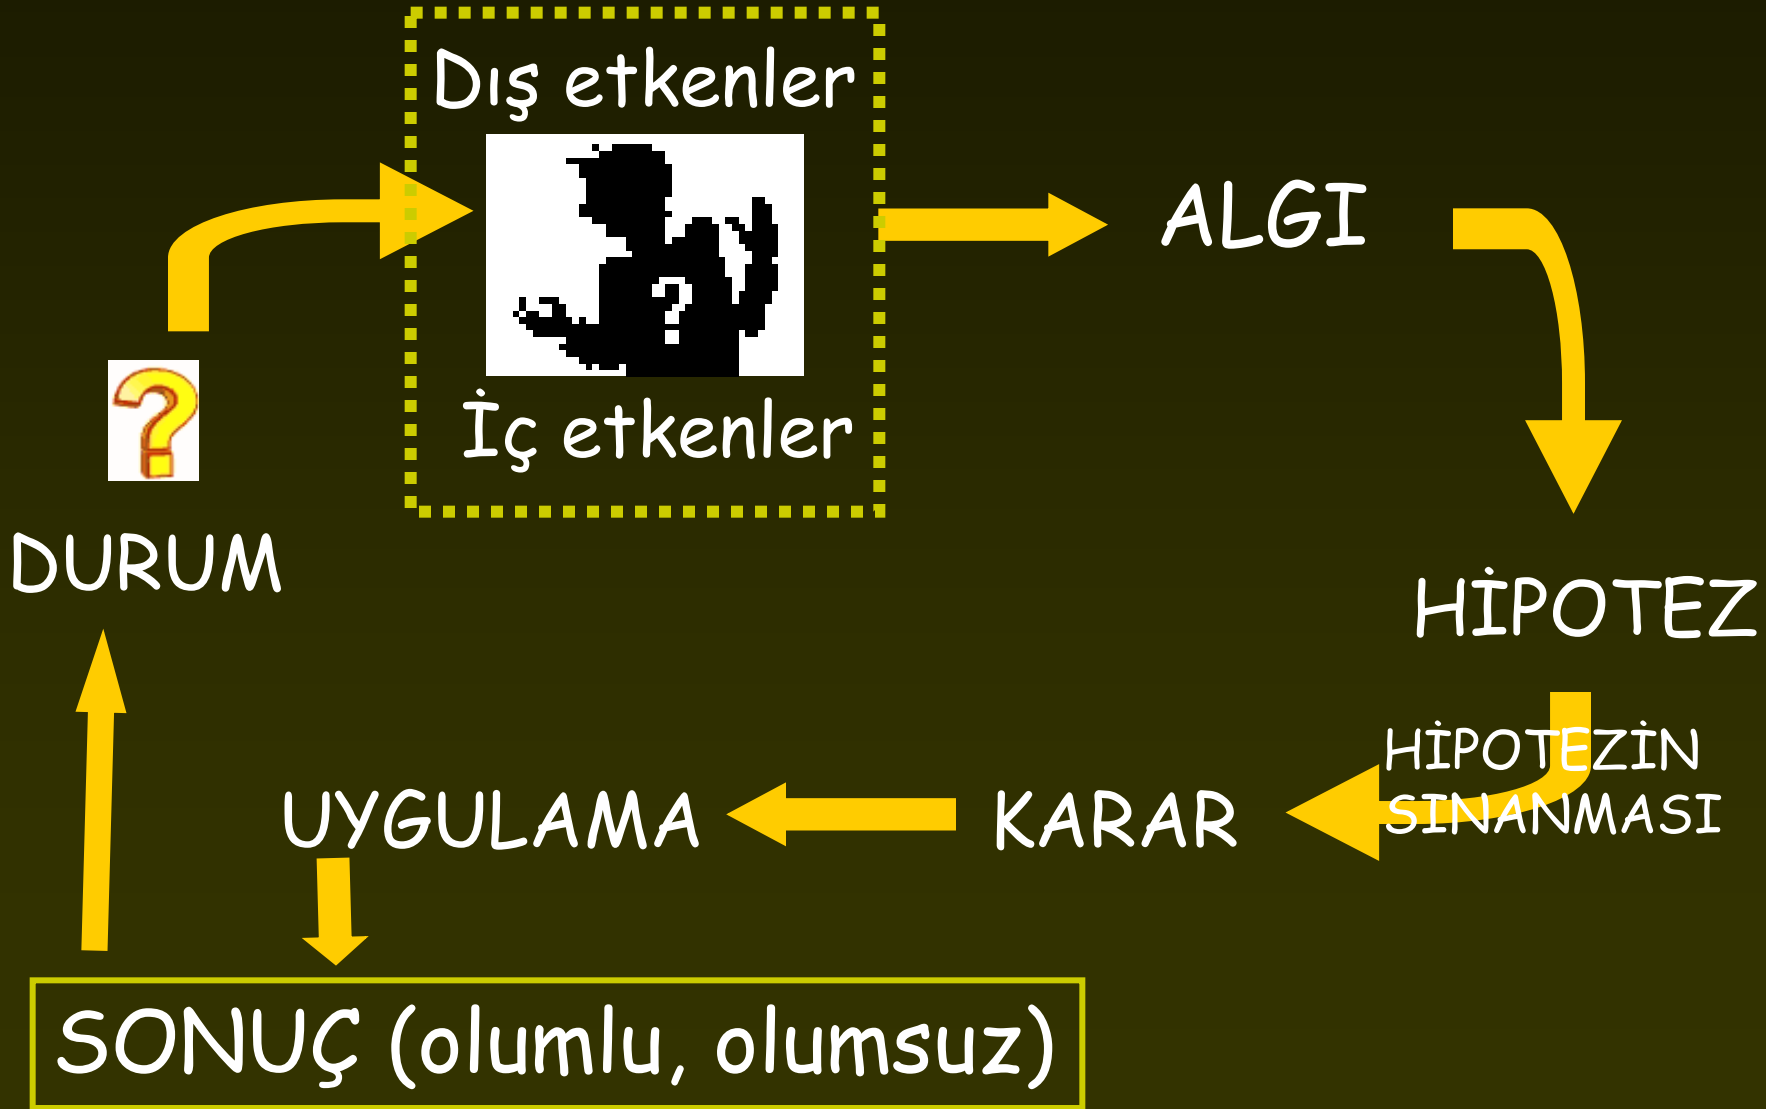 Dış etkenler
?
İç etkenler
ALGI
?
DURUM
HİPOTEZ
HİPOTEZİN
SINANMASI
KARAR
UYGULAMA
SONUÇ (olumlu, olumsuz)